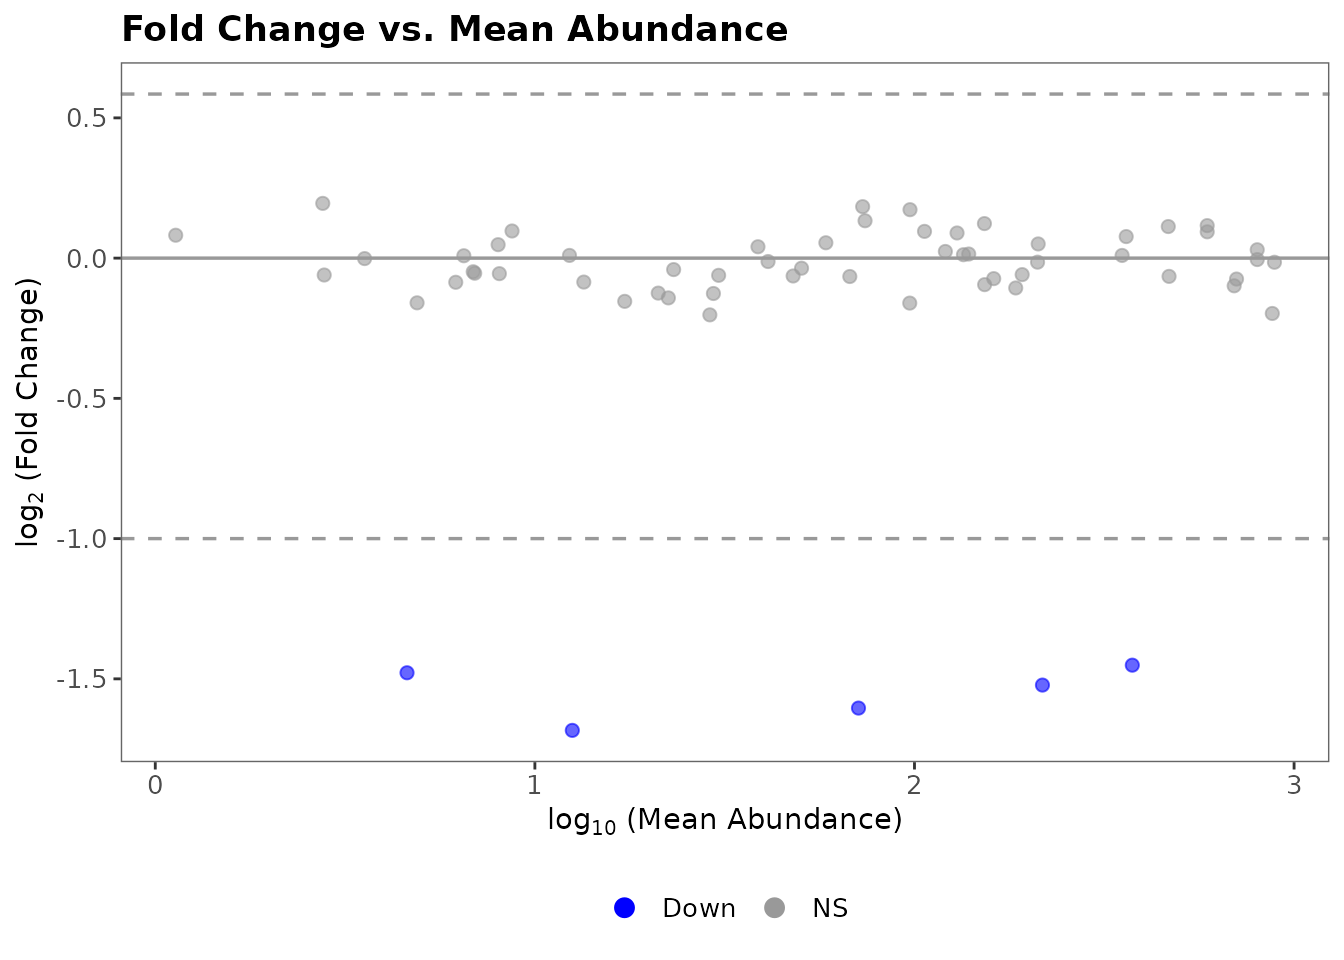 Fold Change vs. Mean Abundance
0.5
0.0
-0.5
-1.0
-1.5
log2 (Fold Change)
0 1 2 3
log10 (Mean Abundance)
Down NS